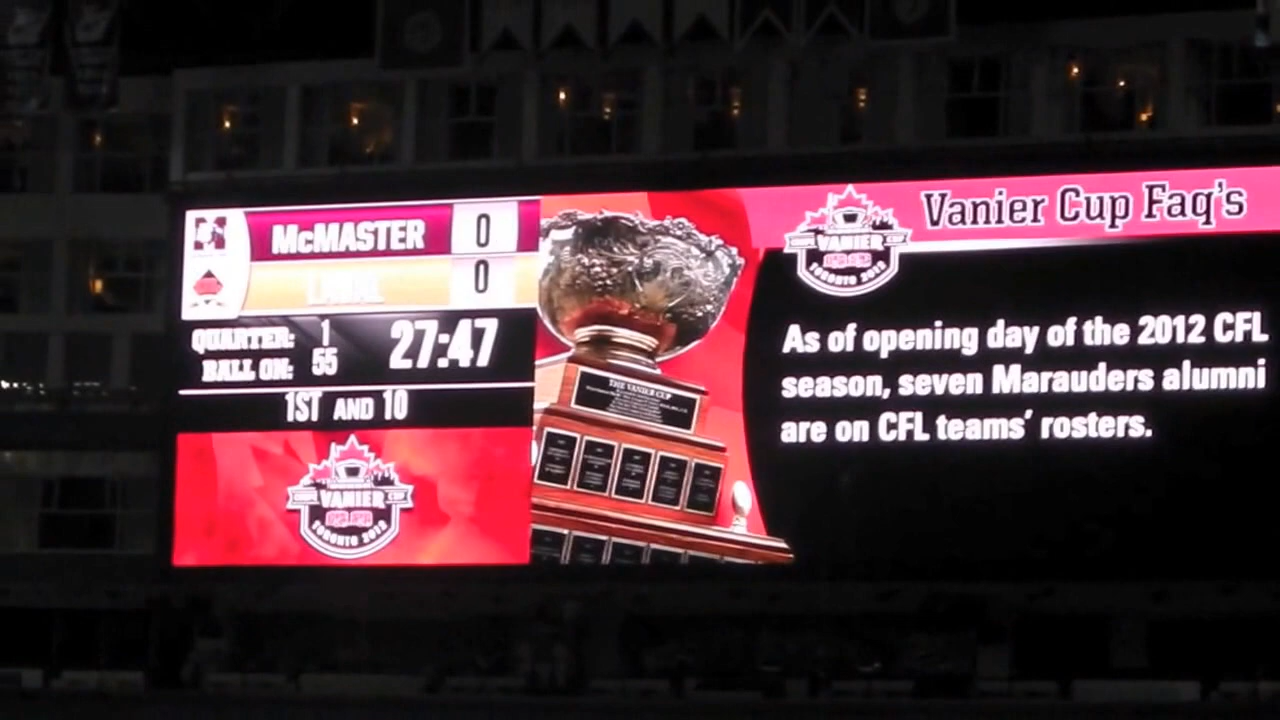 Vanier Cup Faq's
McMASTER 0
LAVAL 0
QUARTER: 1
BALL ON: 55
27:47
1ST AND 10
VANIER
TORONTO 2012
THE VANIER CUP
VANIER
TORONTO 2012
As of opening day of the 2012 CFL
season, seven Marauders alumni
are on CFL teams' rosters.